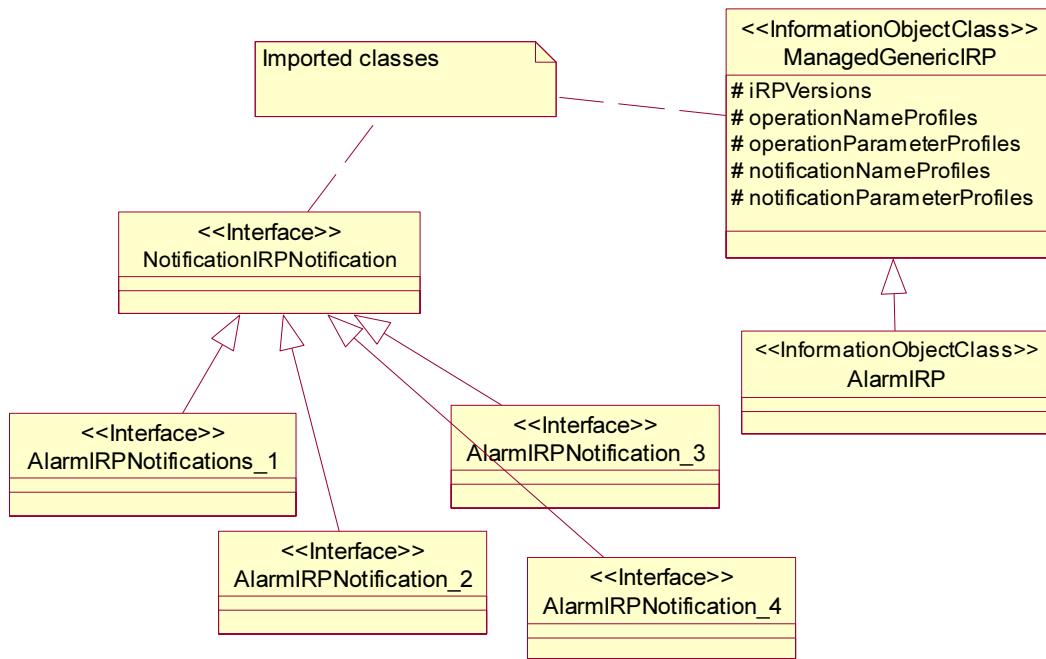 Imported classes
<<InformationObjectClass>>
ManagedGenericIRP
# iRPVersions
# operationNameProfiles
# operationParameterProfiles
# notificationNameProfiles
# notificationParameterProfiles
<<Interface>>
NotificationIRPNotification
<<InformationObjectClass>>
AlarmIRP
<<Interface>>
AlarmIRPNotifications_1
<<Interface>>
AlarmIRPNotification_3
<<Interface>>
AlarmIRPNotification_2
<<Interface>>
AlarmIRPNotification_4